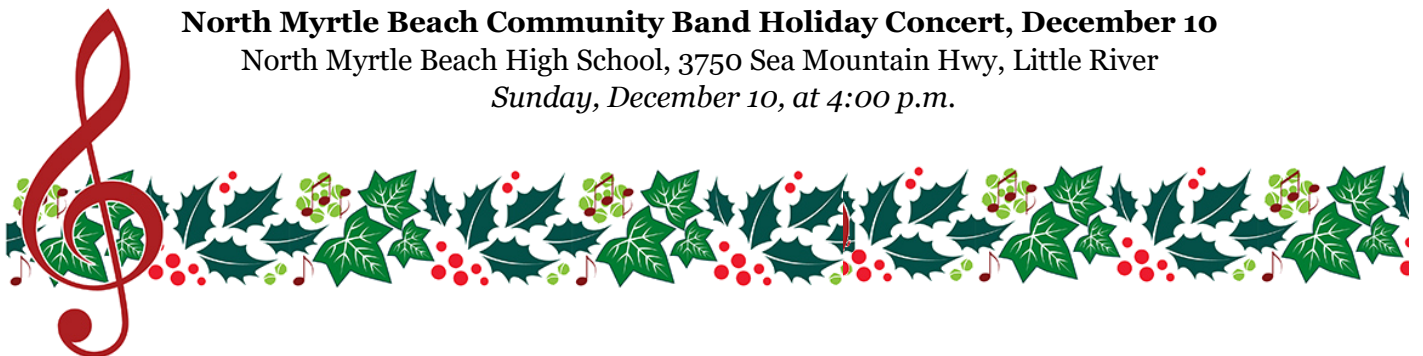 North Myrtle Beach Community Band Holiday Concert, December 10
North Myrtle Beach High School, 3750 Sea Mountain Hwy, Little River
Sunday, December 10, at 4:00 p.m.